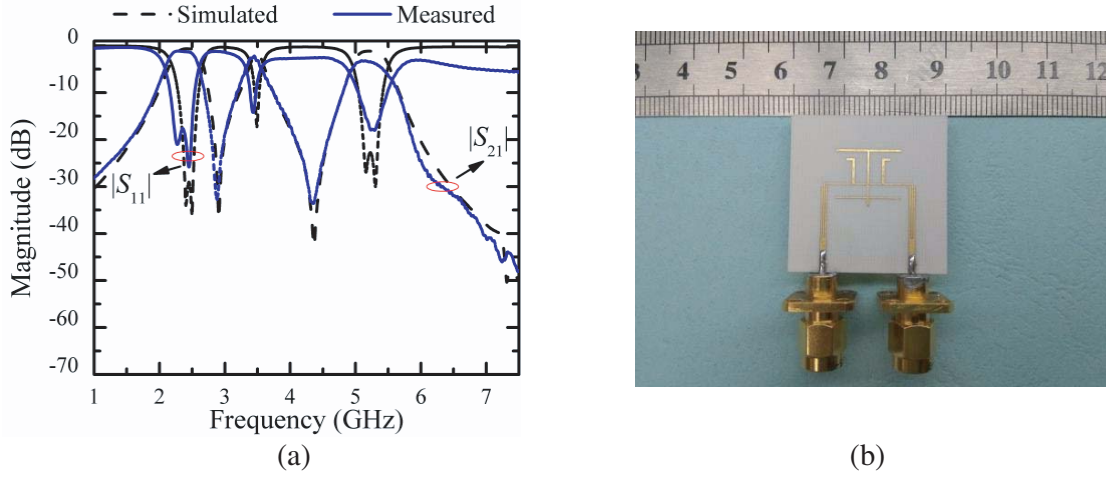 Simulated Measured
0
-10
-20
-30
-40
-50
-60
-70
Magnitude (dB)
|S11|
|S21|
1 2 3 4 5 6 7
Frequency (GHz)
(a)
3 4 5 6 7 8 9 10 11 12
(b)